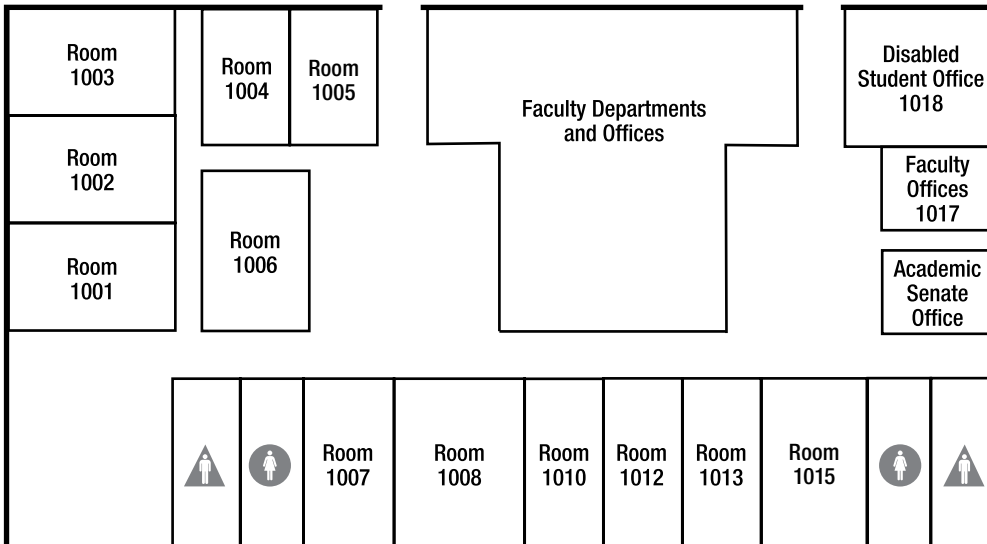 Room
1003
Room
1004
Room
1005
Faculty Departments
and Offices
Disabled
Student Office
1018
Room
1002
Faculty
Offices
1017
Room
1006
Room
1001
Academic
Senate
Office
Room
1007
Room
1008
Room
1010
Room
1012
Room
1013
Room
1015